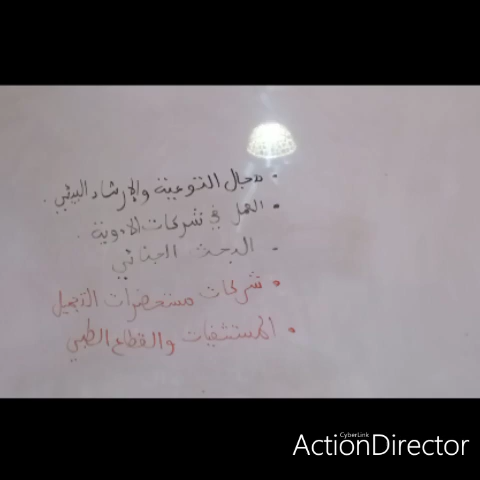 • مجال التوعية والإرشاد البيئي.
• العمل في شركات الأدوية.
- البحث الجنائي
• شركات مستحضرات التجميل
• المستشفيات والقطاع الطبي
CyberLink
ActionDirector